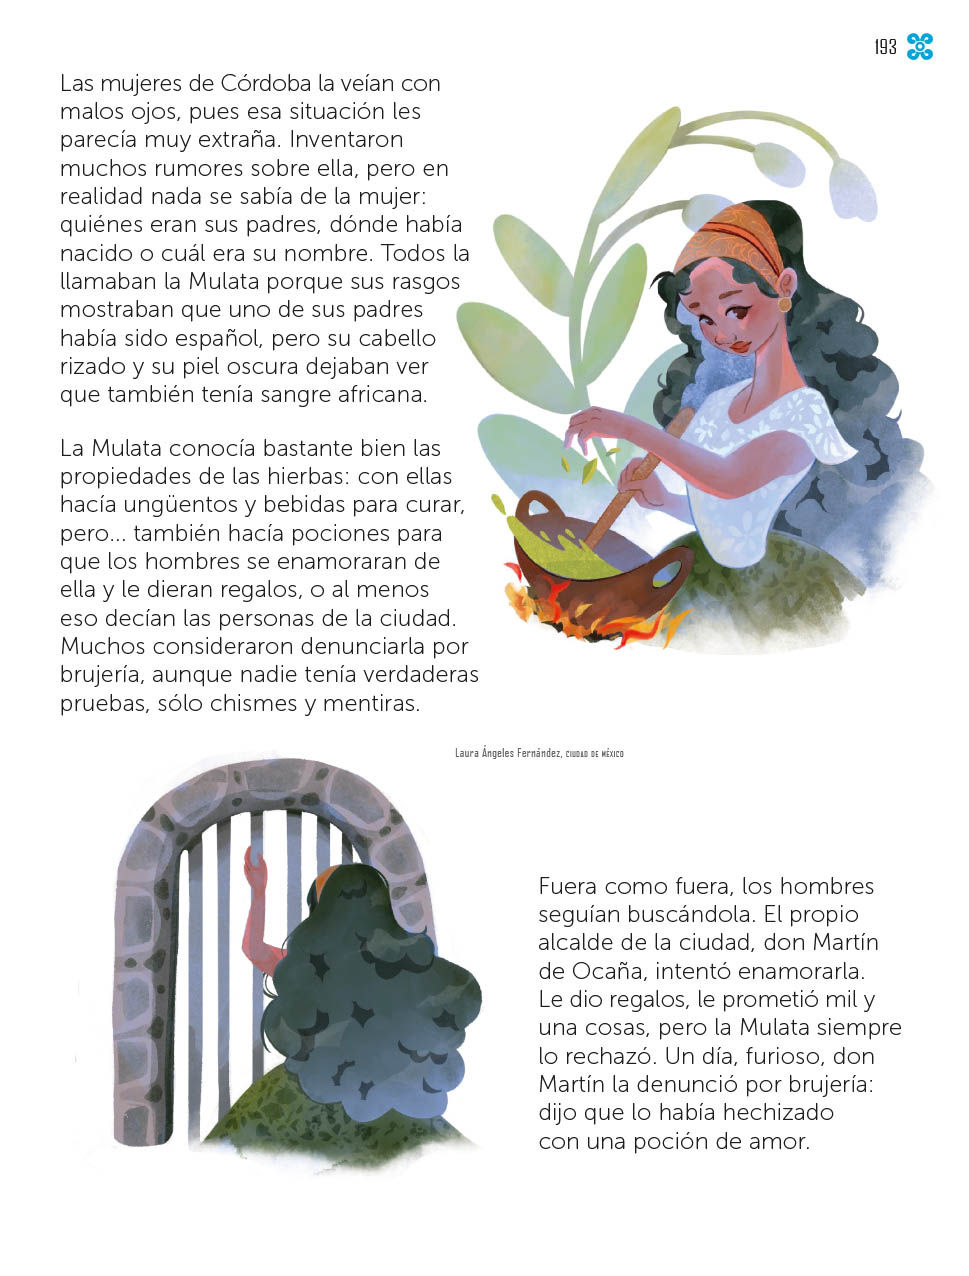 193
Las mujeres de Córdoba la veían con
malos ojos, pues esa situación les
parecía muy extraña. Inventaron
muchos rumores sobre ella, pero en
realidad nada se sabía de la mujer:
quiénes eran sus padres, dónde había
nacido o cuál era su nombre. Todos la
llamaban la Mulata porque sus rasgos
mostraban que uno de sus padres
había sido español, pero su cabello
rizado y su piel oscura dejaban ver
que también tenía sangre africana.
La Mulata conocía bastante bien las
propiedades de las hierbas: con ellas
hacía ungüentos y bebidas para curar,
pero... también hacía pociones para
que los hombres se enamoraran de
ella y le dieran regalos, o al menos
eso decían las personas de la ciudad.
Muchos consideraron denunciarla por
brujería, aunque nadie tenía verdaderas
pruebas, sólo chismes y mentiras.
Laura Ángeles Fernández, CIUDAD DE MÉXICO
Fuera como fuera, los hombres
seguían buscándola. El propio
alcalde de la ciudad, don Martín
de Ocaña, intentó enamorarla.
Le dio regalos, le prometió mil y
una cosas, pero la Mulata siempre
lo rechazó. Un día, furioso, don
Martín la denunció por brujería:
dijo que lo había hechizado
con una poción de amor.